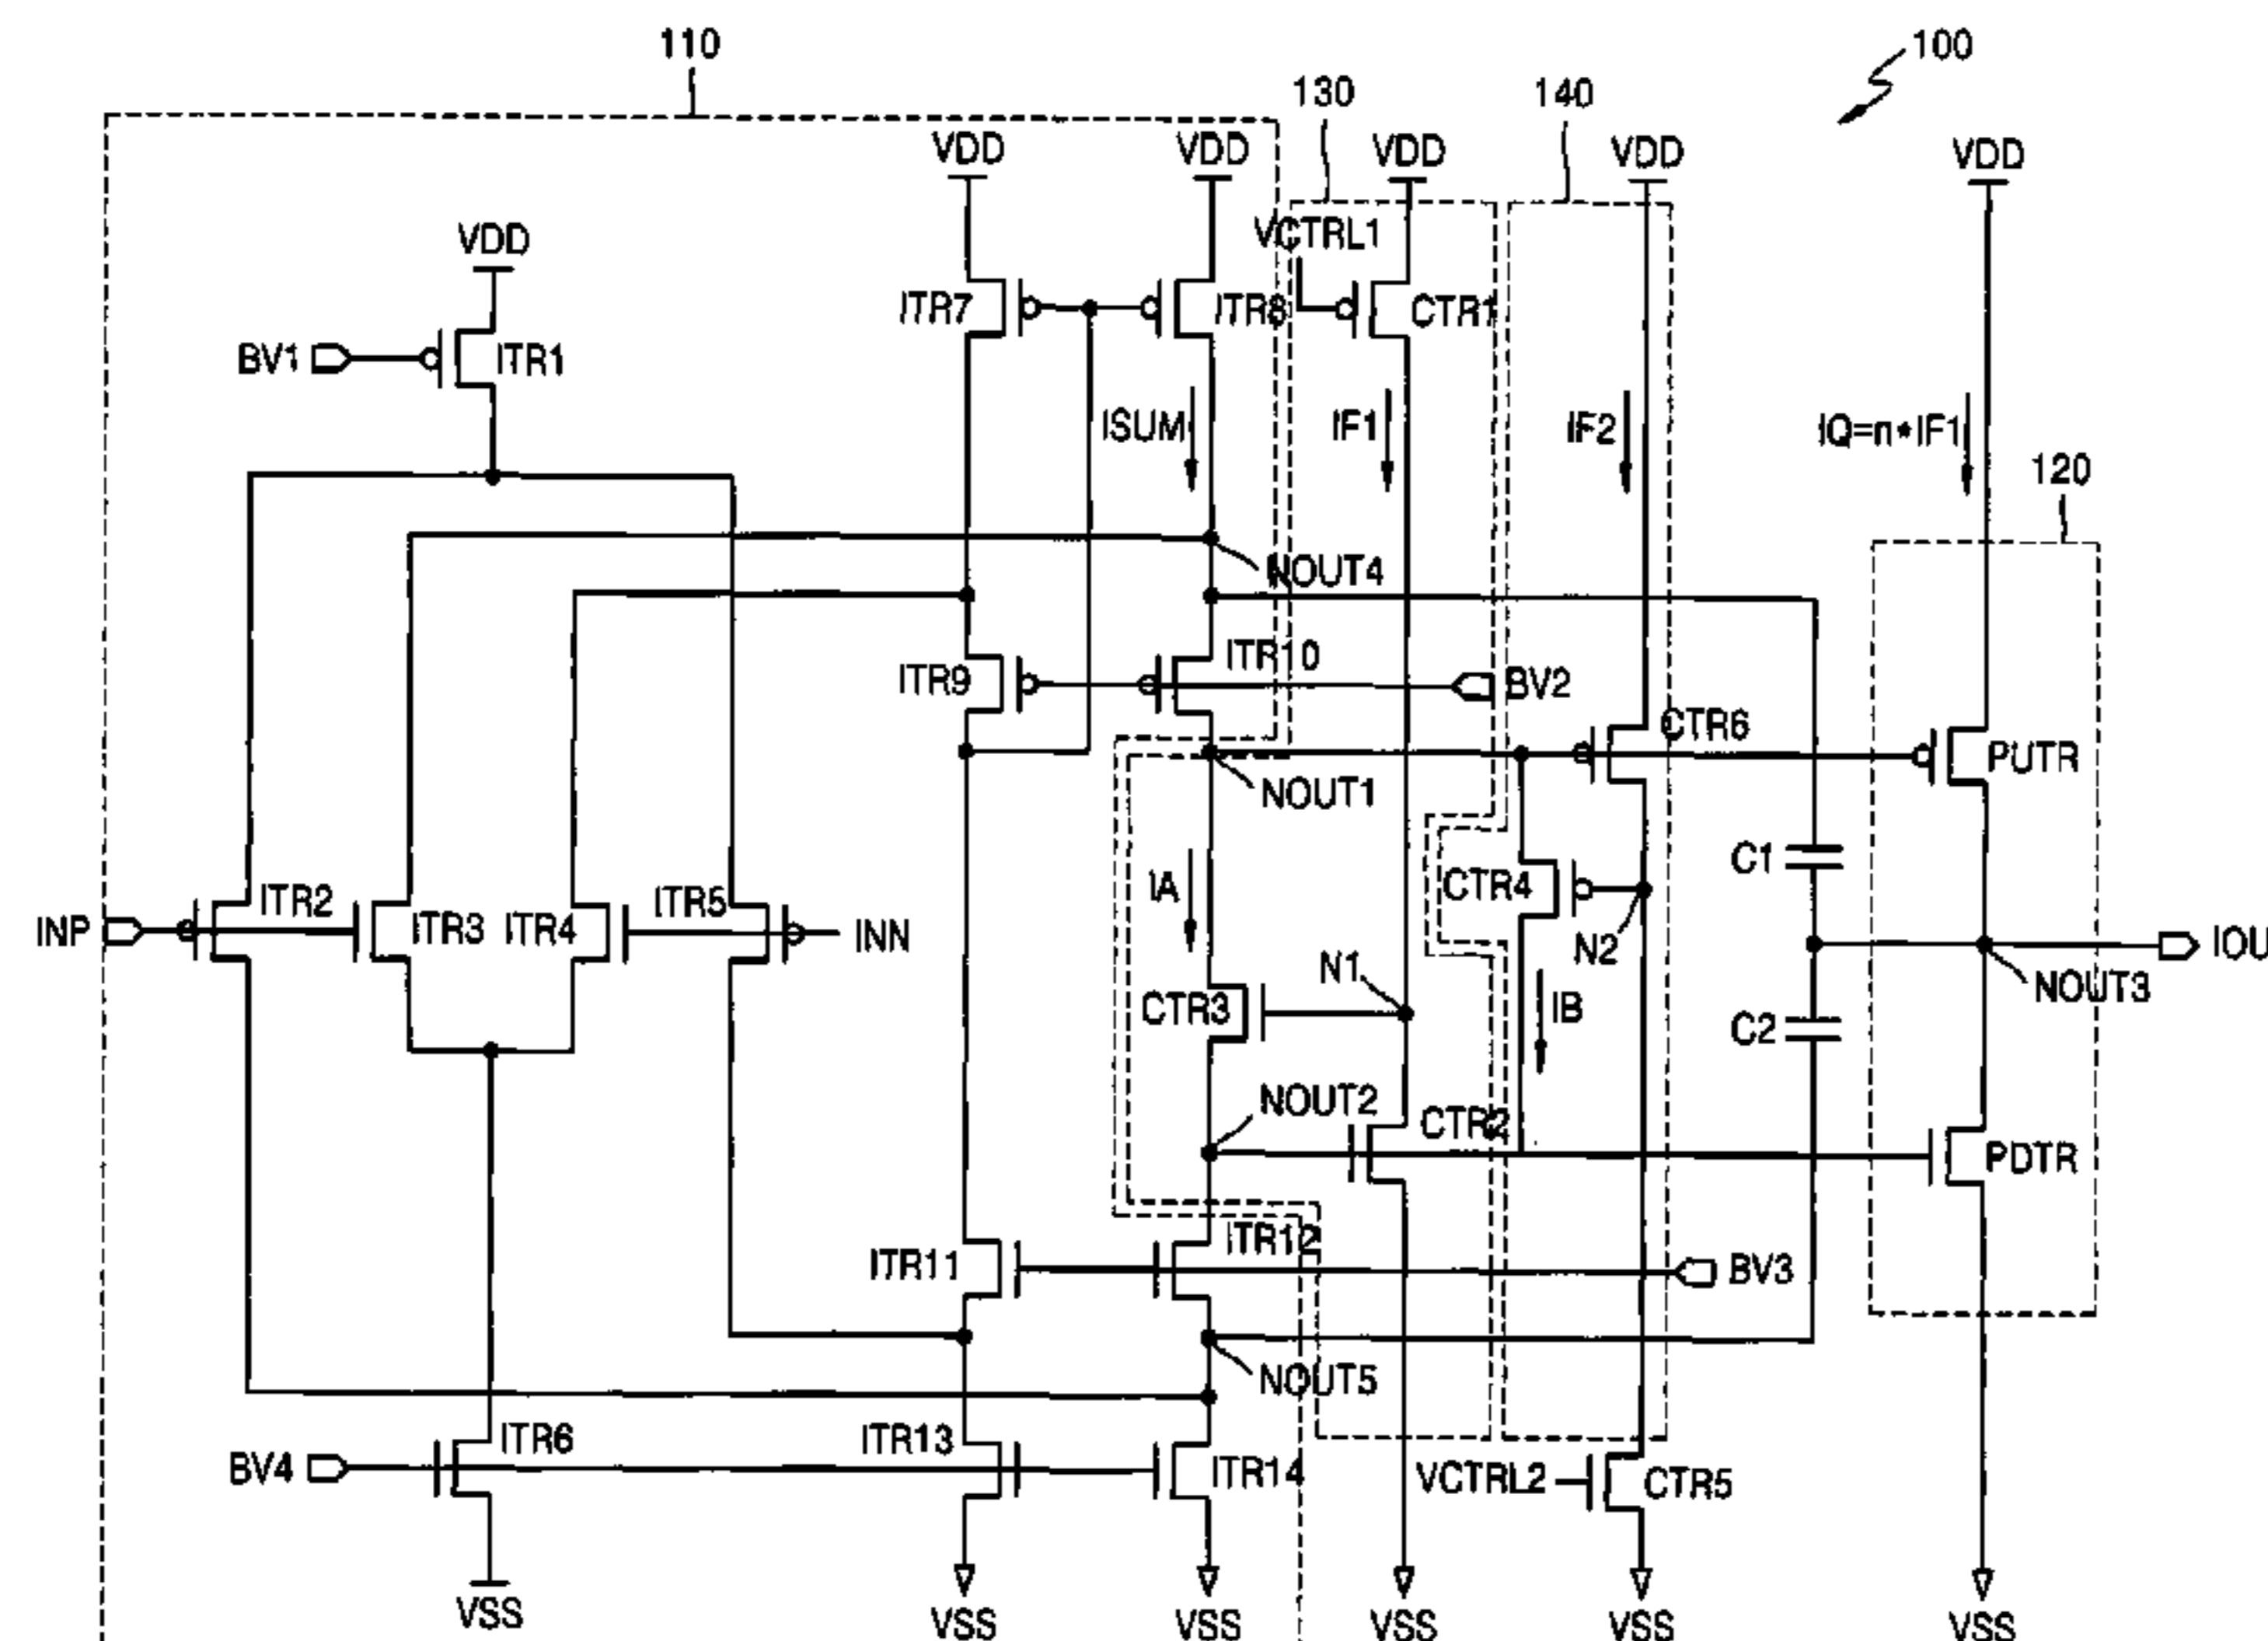 110
100
130
140
VDD
VDD
VDD
VDD
VDD
VDD
VCTRL1
ITR7
ITR8
CTR1
BV1
ITR1
ISUM
IF1
IF2
IQ=n*IF1
120
NOUT4
ITR9
ITR10
BV2
CTR6
PUTR
NOUT1
C1
IA
CTR4
ITR2
ITR3
ITR4
ITR5
INP
INN
N2
IOU
NOUT3
N1
CTR3
IB
C2
NOUT2
CTR2
PDTR
ITR11
ITR12
BV3
NOUT5
ITR6
ITR13
ITR14
BV4
VCTRL2
CTR5
VSS
VSS
VSS
VSS
VSS
VSS